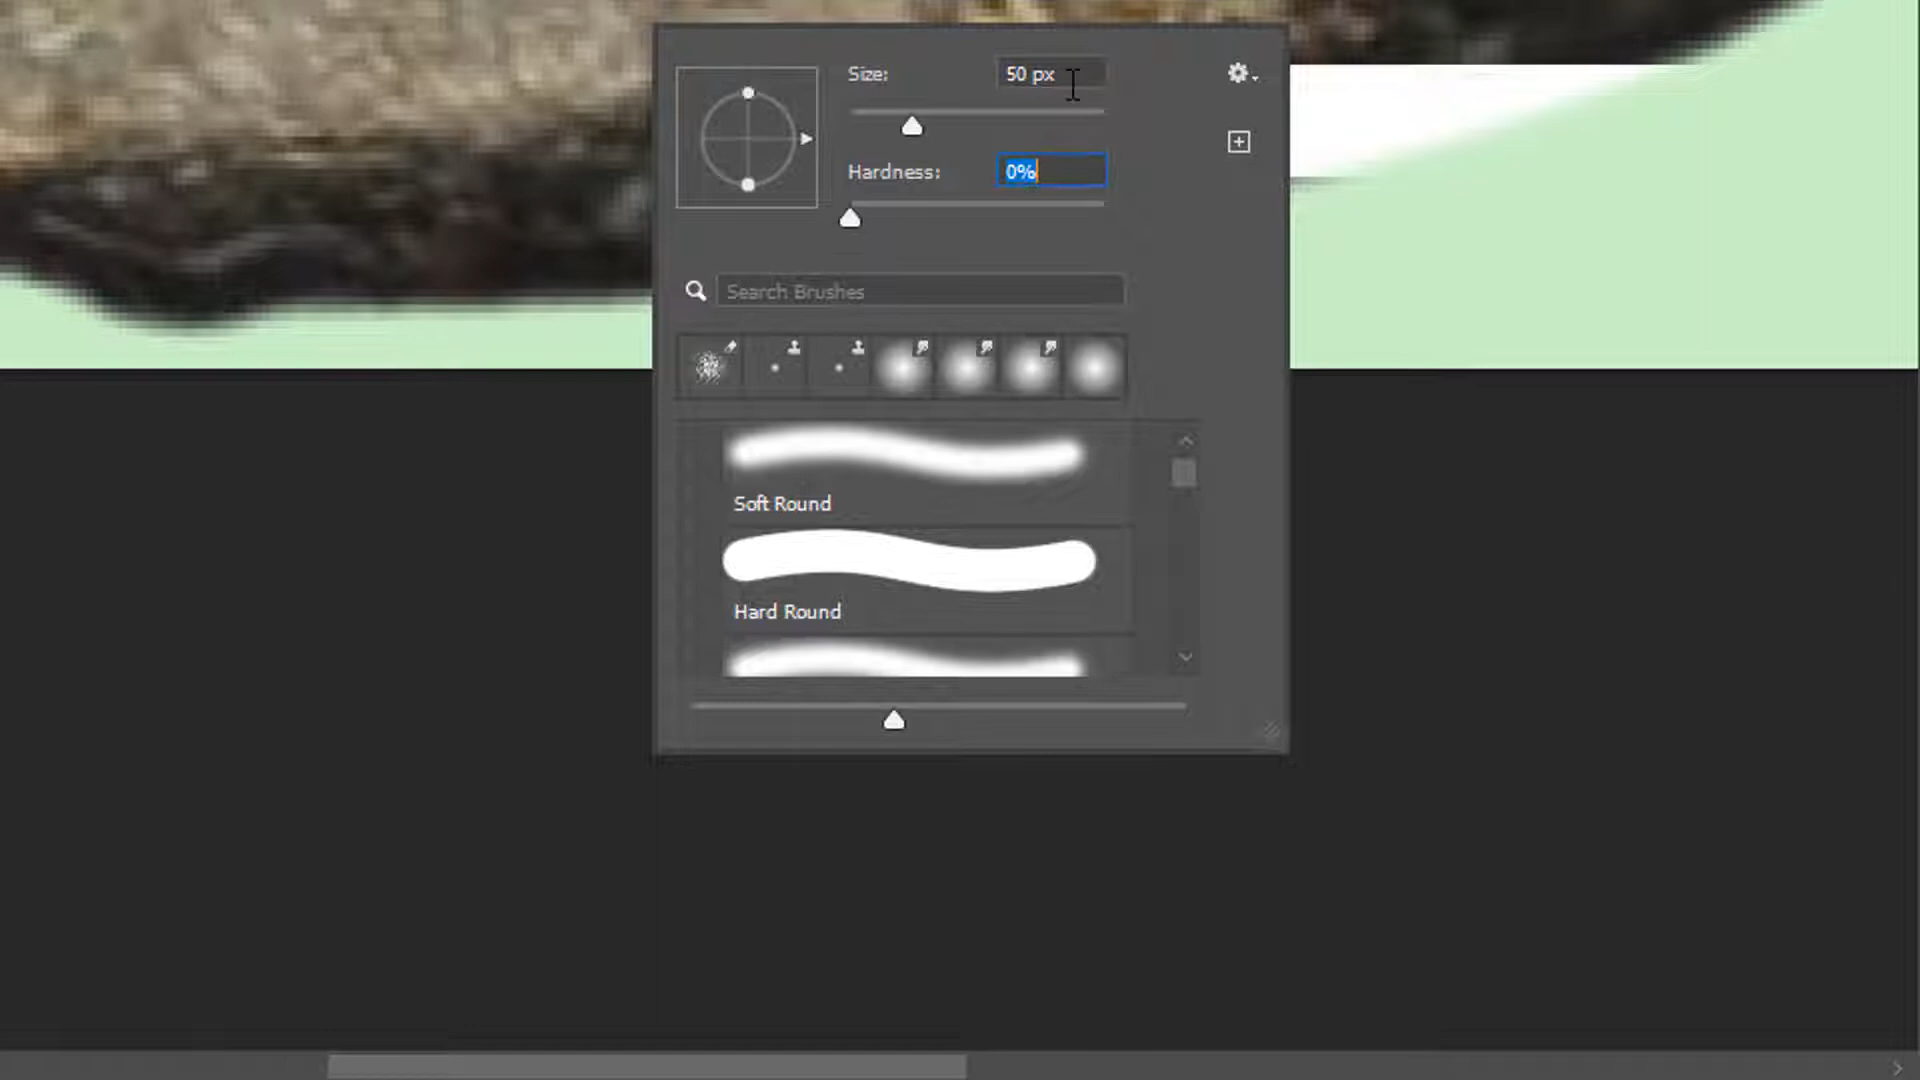 Size:
50 px
Hardness:
0%
Search Brushes
Soft Round
Hard Round